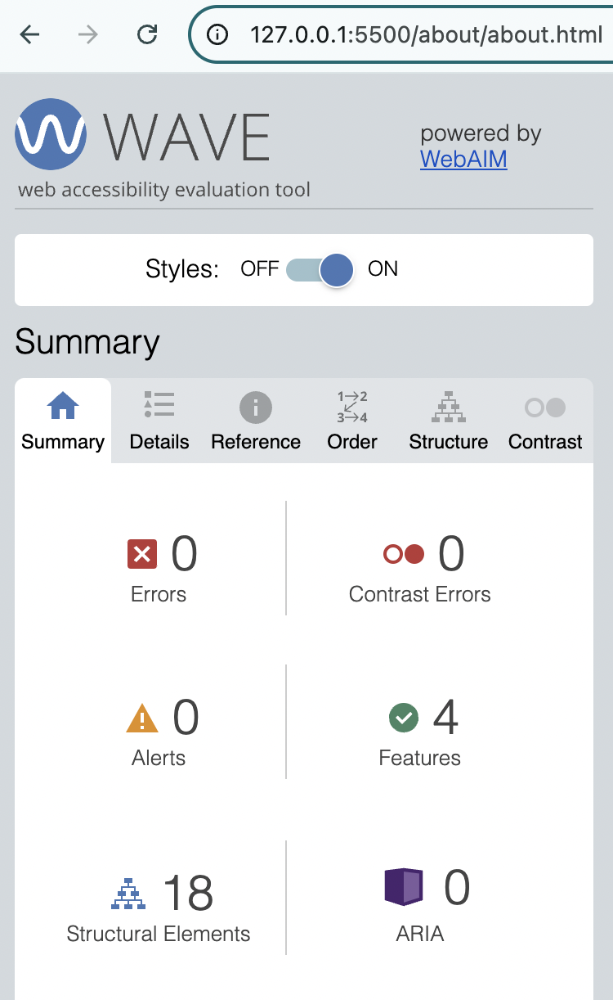 127.0.0.1:5500/about/about.html
WAVE
web accessibility evaluation tool
powered by
WebAIM
Styles: OFF ON
Summary
1→2
3→4
Summary Details Reference Order Structure Contrast
0 0
Errors Contrast Errors
0 4
Alerts Features
18 0
Structural Elements ARIA